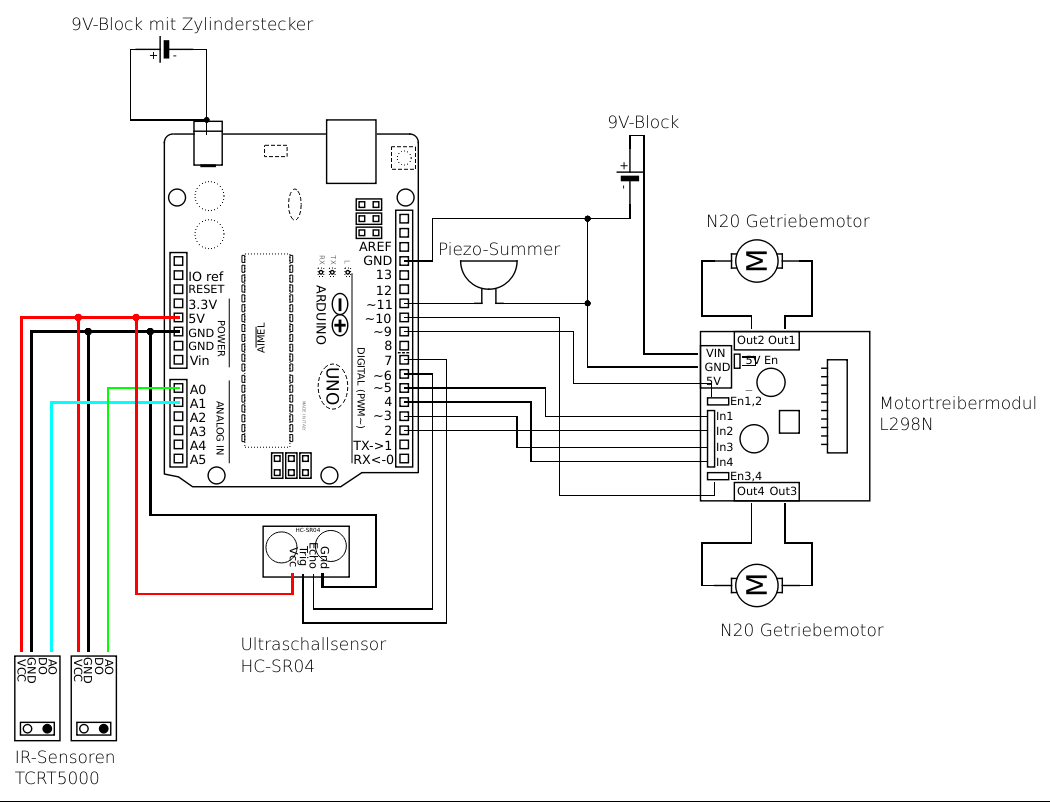 9V-Block mit Zylinderstecker
+ -
9V-Block
+
-
N20 Getriebemotor
M
Piezo-Summer
AREF
GND
13
12
~11
~10
~9
8
7
~6
~5
4
~3
2
TX->1
RX<-0
IO ref
RESET
3.3V
5V
GND
GND
Vin
A0
A1
A2
A3
A4
A5
POWER
ANALOG IN
ATMEL
RX
TX
L
ARDUINO
UNO
DIGITAL (PWM~)
VIN
GND
5V
5V En
Out2 Out1
En1,2
In1
In2
In3
In4
En3,4
Out4 Out3
Motortreibermodul
L298N
M
N20 Getriebemotor
HC-SR04
Vcc
Trig
Echo
Gnd
Ultraschallsensor
HC-SR04
VCC
GND
DO
AO
VCC
GND
DO
AO
IR-Sensoren
TCRT5000